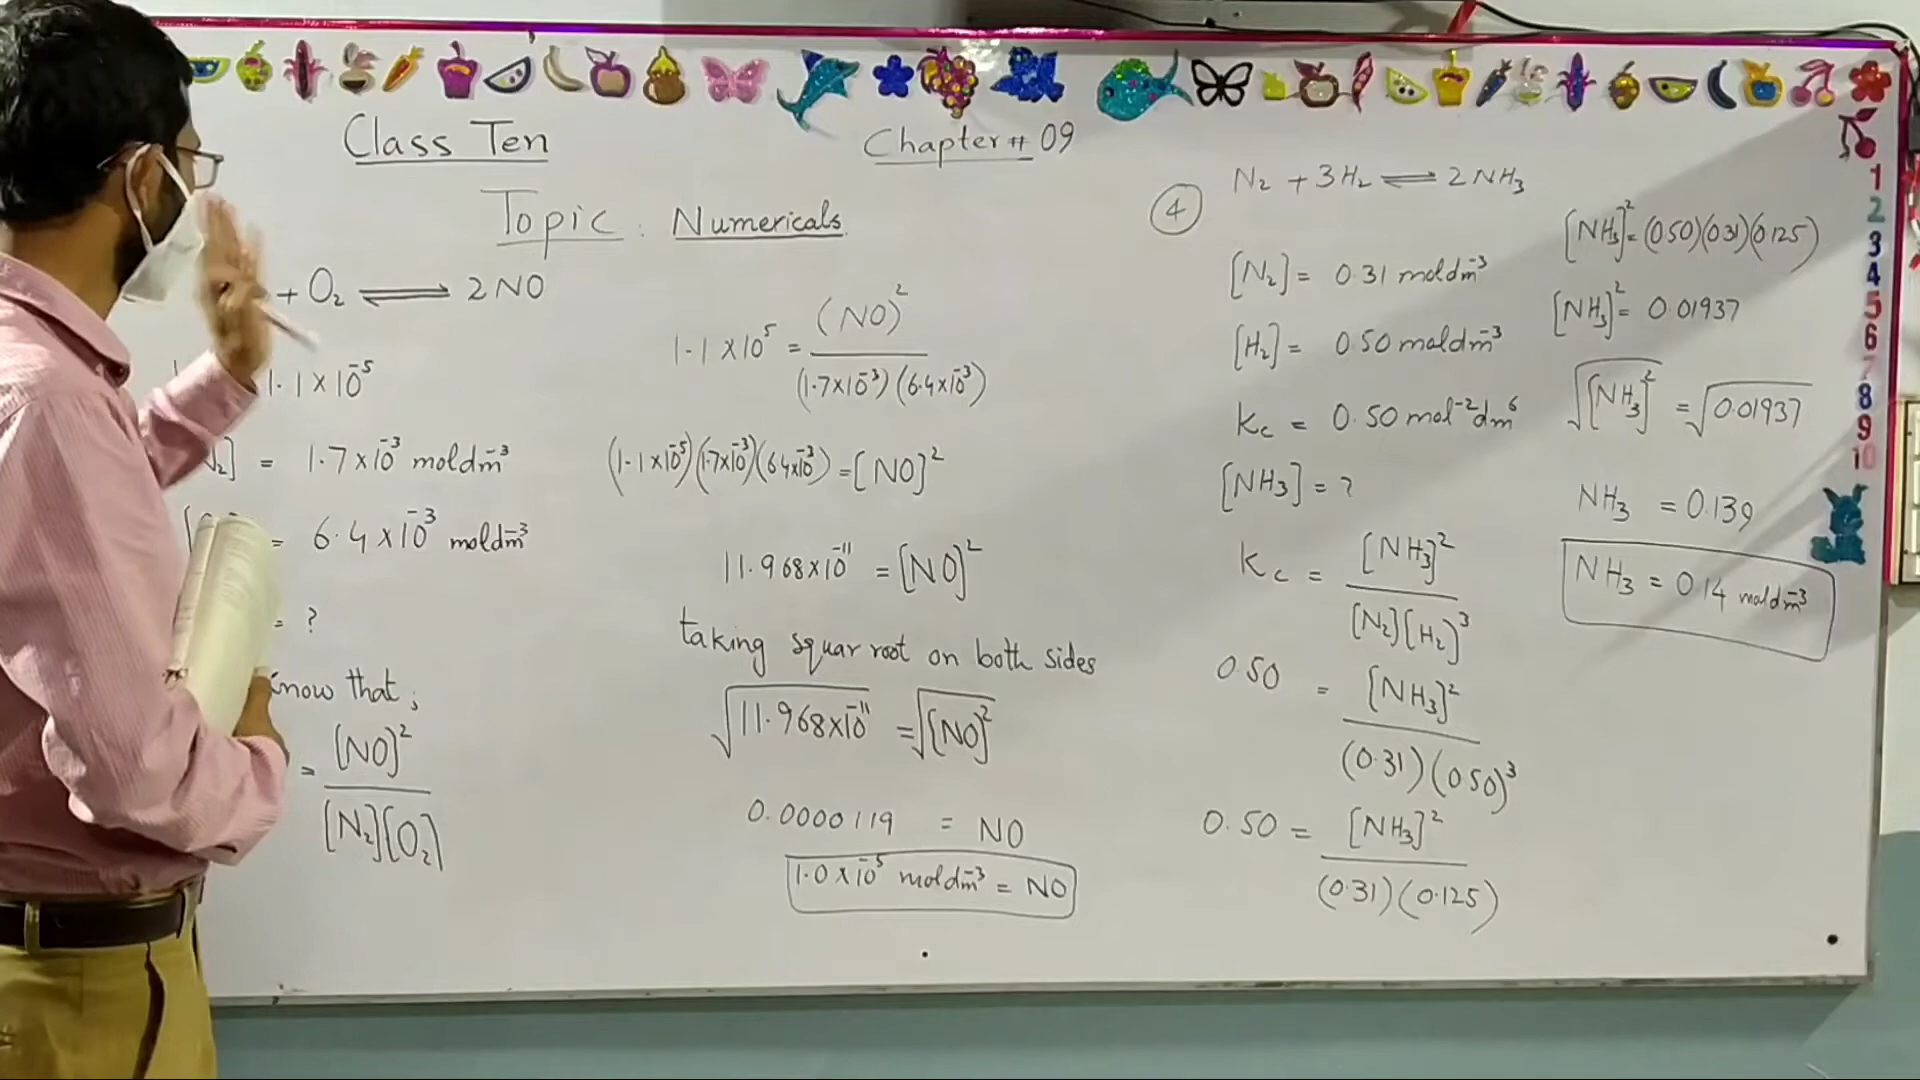 Class Ten
Chapter # 09
Topic : Numericals
+ O₂ ⇌ 2NO
1.1 × 10⁻⁵
N₂] = 1.7×10⁻³ moldm⁻³
= 6.4 × 10⁻³ moldm⁻³
= ?
know that ;
= [NO]²
[N₂][O₂]
1.1 × 10⁵ = (NO)²
(1.7×10⁻³) (6.4×10⁻³)
(1.1×10⁻⁵)(1.7×10⁻³)(6.4×10⁻³) = [NO]²
11.968×10⁻¹¹ = [NO]²
taking squar root on both sides
√11.968×10⁻¹¹ = √[NO]²
0.0000119 = NO
1.0 × 10⁻⁵ moldm⁻³ = NO
④ N₂ + 3H₂ ⇌ 2NH₃
[N₂] = 0.31 moldm⁻³
[H₂] = 0.50 moldm⁻³
Kc = 0.50 mol⁻²dm⁶
[NH₃] = ?
Kc = [NH₃]²
[N₂][H₂]³
0.50 = [NH₃]²
(0.31)(0.50)³
0.50 = [NH₃]²
(0.31)(0.125)
[NH₃]² = (0.50)(0.31)(0.125)
[NH₃]² = 0.01937
√[NH₃]² = √0.01937
NH₃ = 0.139
NH₃ = 0.14 moldm⁻³
1
2
3
4
5
6
7
8
9
10